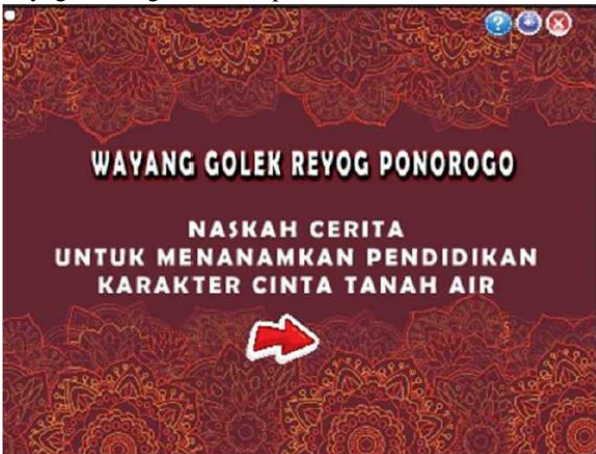 WAYANG GOLEK REYOG PONOROGO
NASKAH CERITA
UNTUK MENANAMKAN PENDIDIKAN
KARAKTER CINTA TANAH AIR